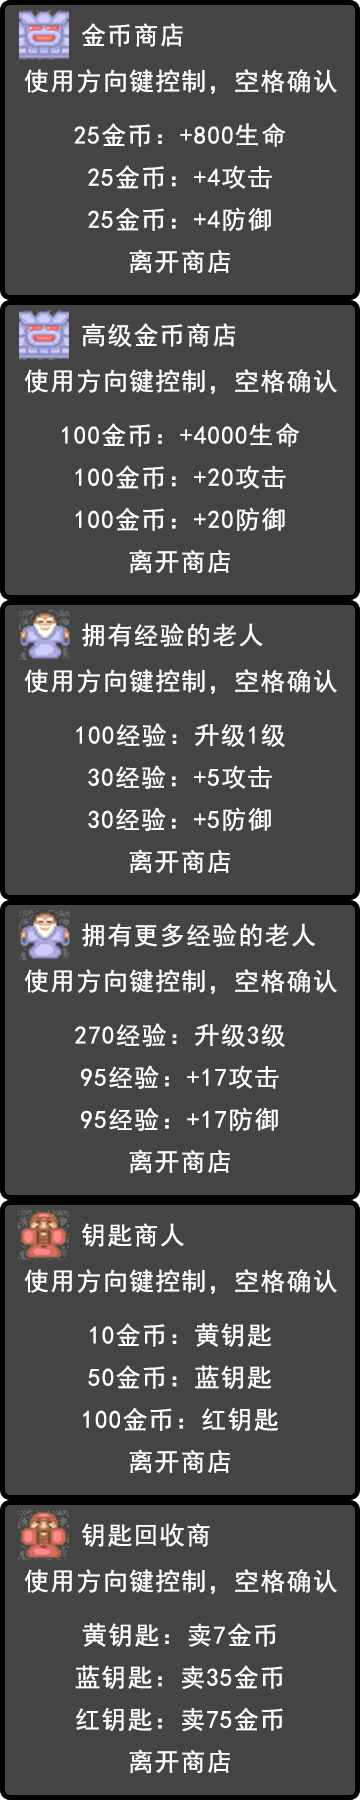 金币商店
使用方向键控制，空格确认
25金币：+800生命
25金币：+4攻击
25金币：+4防御
离开商店
高级金币商店
使用方向键控制，空格确认
100金币：+4000生命
100金币：+20攻击
100金币：+20防御
离开商店
拥有经验的老人
使用方向键控制，空格确认
100经验：升级1级
30经验：+5攻击
30经验：+5防御
离开商店
拥有更多经验的老人
使用方向键控制，空格确认
270经验：升级3级
95经验：+17攻击
95经验：+17防御
离开商店
钥匙商人
使用方向键控制，空格确认
10金币：黄钥匙
50金币：蓝钥匙
100金币：红钥匙
离开商店
钥匙回收商
使用方向键控制，空格确认
黄钥匙：卖7金币
蓝钥匙：卖35金币
红钥匙：卖75金币
离开商店